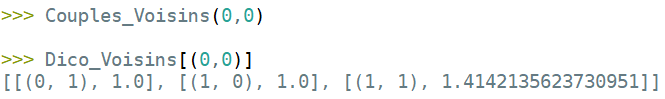 >>> Couples_Voisins(0,0)
>>> Dico_Voisins[(0,0)]
[[(0, 1), 1.0], [(1, 0), 1.0], [(1, 1), 1.4142135623730951]]